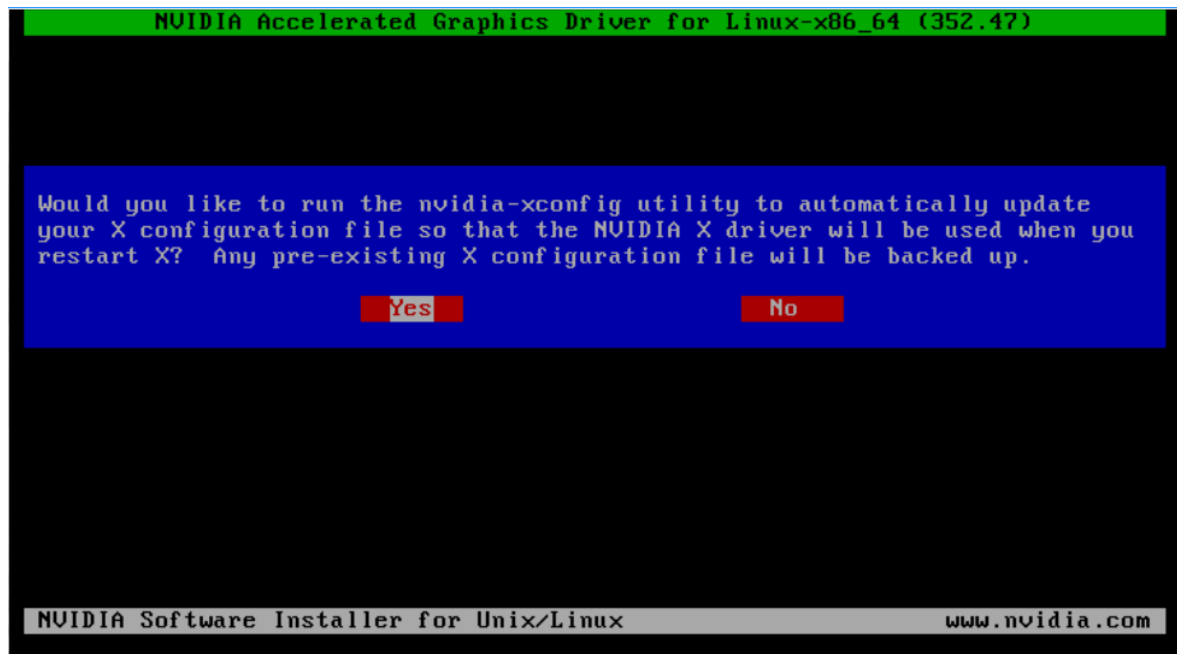 NVIDIA Accelerated Graphics Driver for Linux-x86_64 (352.47)
Would you like to run the nvidia-xconfig utility to automatically update
your X configuration file so that the NVIDIA X driver will be used when you
restart X?  Any pre-existing X configuration file will be backed up.
Yes No
NVIDIA Software Installer for Unix/Linux www.nvidia.com